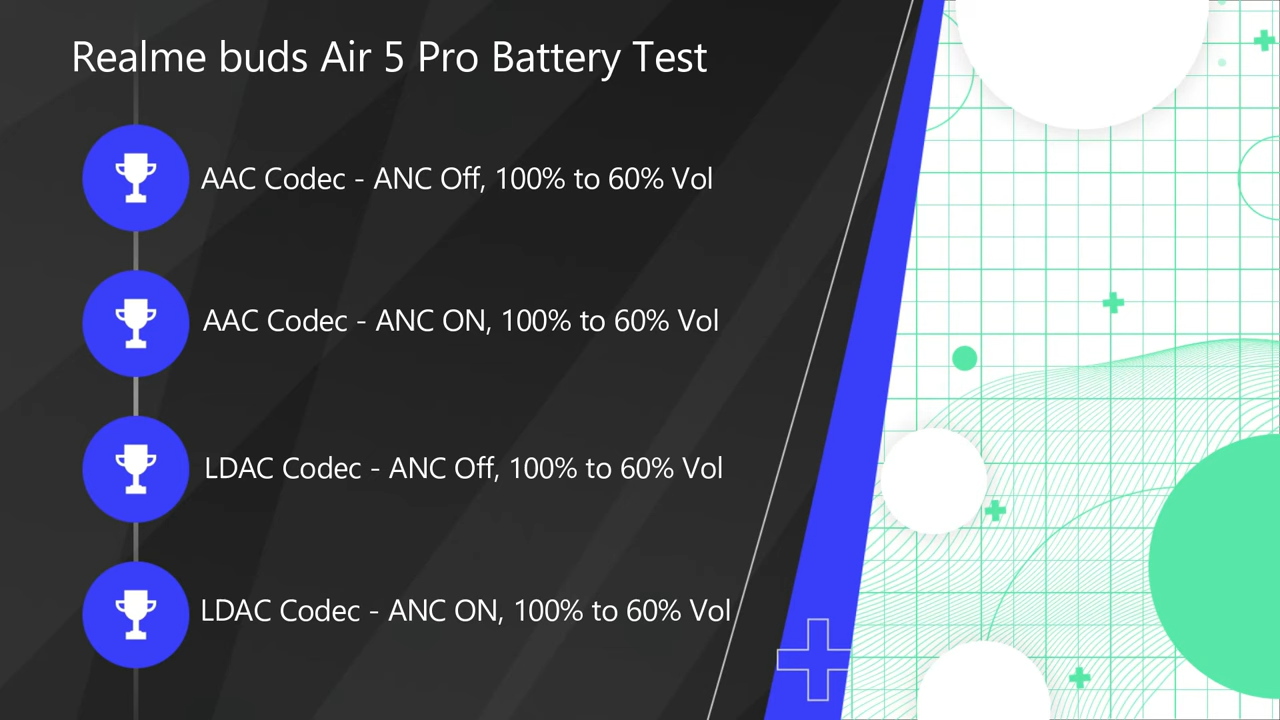 Realme buds Air 5 Pro Battery Test
AAC Codec - ANC Off, 100% to 60% Vol
AAC Codec - ANC ON, 100% to 60% Vol
LDAC Codec - ANC Off, 100% to 60% Vol
LDAC Codec - ANC ON, 100% to 60% Vol